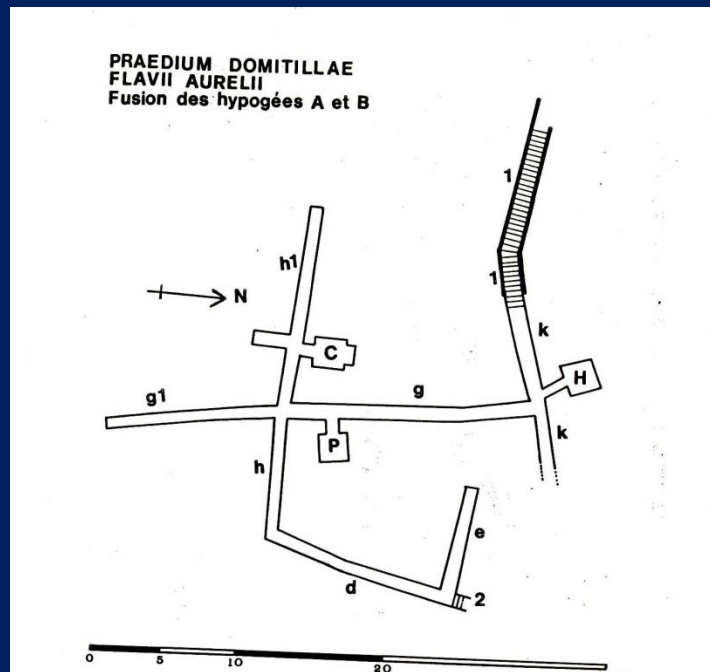 PRAEDIUM DOMITILLAE
FLAVII AURELII
Fusion des hypogées A et B
1
h1
1
N
k
C
H
g
g1
P
k
h
e
d
2
0 5 10 20